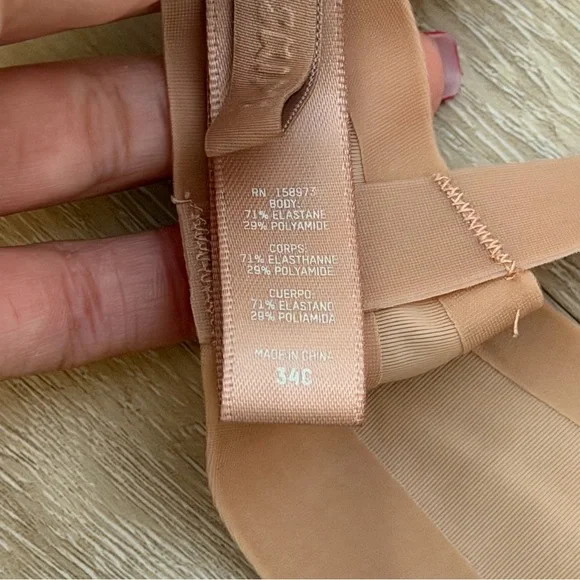 RN 158973
BODY:
71% ELASTANE
29% POLYAMIDE
CORPS:
71% ELASTHANNE
29% POLYAMIDE
CUERPO:
71% ELASTANO
29% POLIAMIDA
MADE IN CHINA